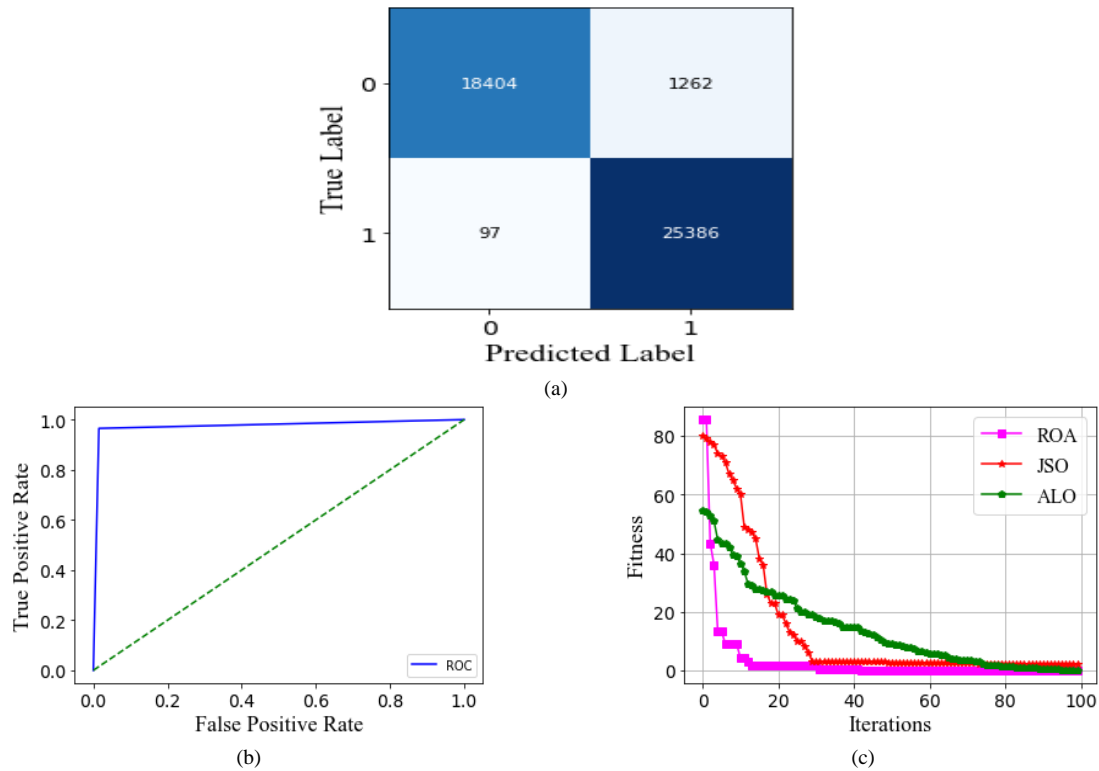 0
18404
1262
True Label
1
97
25386
0
1
Predicted Label
(a)
1.0
0.8
0.6
0.4
0.2
0.0
True Positive Rate
ROC
0.0
0.2
0.4
0.6
0.8
1.0
False Positive Rate
(b)
80
60
40
20
0
Fitness
ROA
JSO
ALO
0
20
40
60
80
100
Iterations
(c)